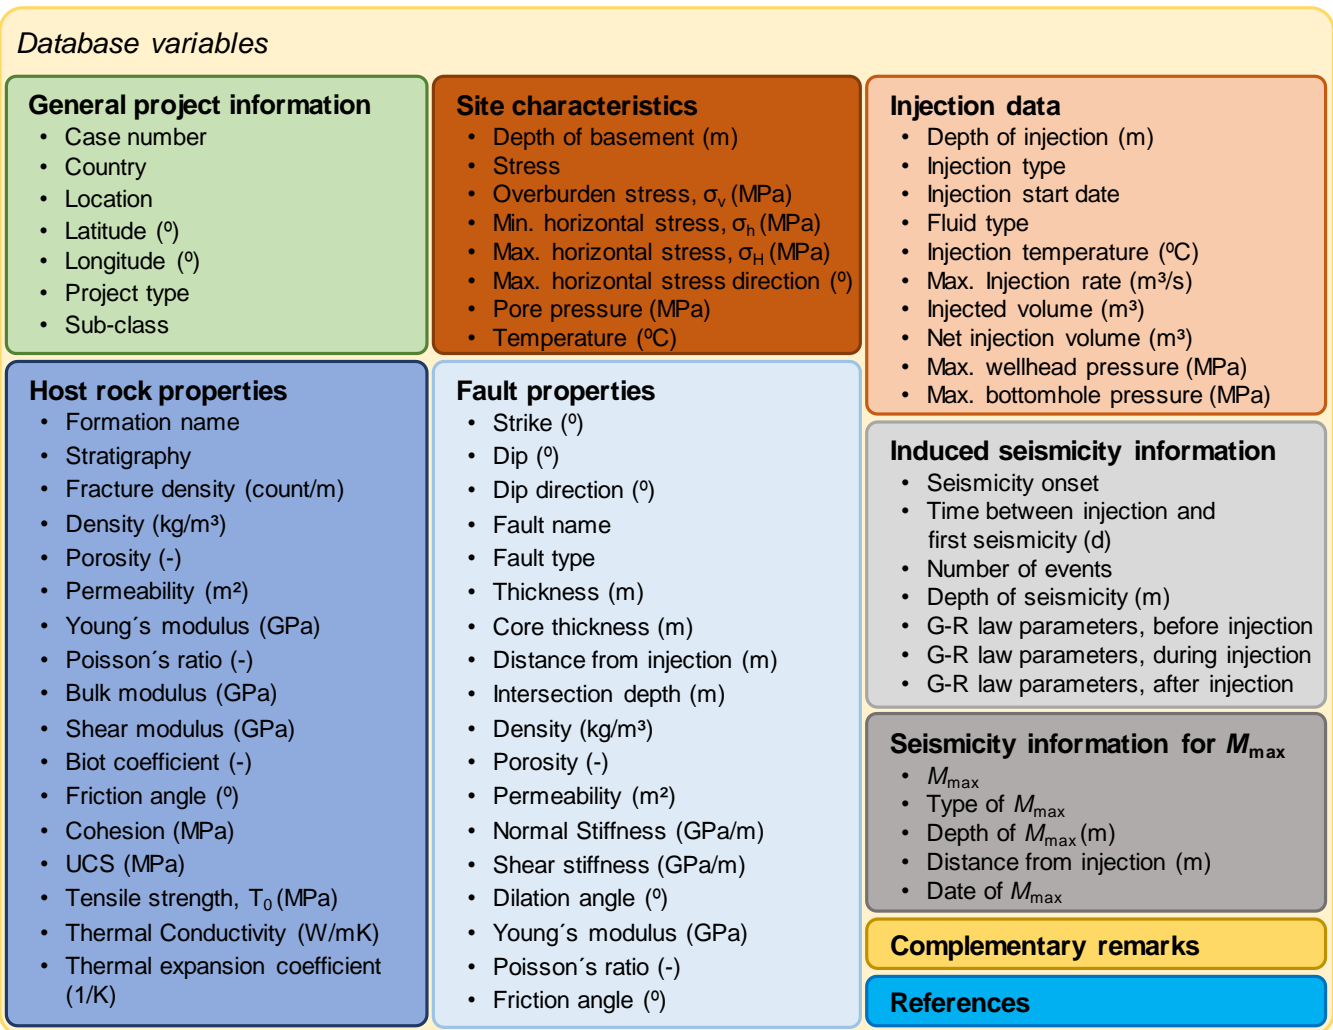 Database variables
General project information
• Case number
• Country
• Location
• Latitude (º)
• Longitude (º)
• Project type
• Sub-class
Site characteristics
• Depth of basement (m)
• Stress
• Overburden stress, σv (MPa)
• Min. horizontal stress, σh (MPa)
• Max. horizontal stress, σH (MPa)
• Max. horizontal stress direction (º)
• Pore pressure (MPa)
• Temperature (ºC)
Injection data
• Depth of injection (m)
• Injection type
• Injection start date
• Fluid type
• Injection temperature (ºC)
• Max. Injection rate (m³/s)
• Injected volume (m³)
• Net injection volume (m³)
• Max. wellhead pressure (MPa)
• Max. bottomhole pressure (MPa)
Host rock properties
• Formation name
• Stratigraphy
• Fracture density (count/m)
• Density (kg/m³)
• Porosity (-)
• Permeability (m²)
• Young´s modulus (GPa)
• Poisson´s ratio (-)
• Bulk modulus (GPa)
• Shear modulus (GPa)
• Biot coefficient (-)
• Friction angle (º)
• Cohesion (MPa)
• UCS (MPa)
• Tensile strength, T0 (MPa)
• Thermal Conductivity (W/mK)
• Thermal expansion coefficient
(1/K)
Fault properties
• Strike (º)
• Dip (º)
• Dip direction (º)
• Fault name
• Fault type
• Thickness (m)
• Core thickness (m)
• Distance from injection (m)
• Intersection depth (m)
• Density (kg/m³)
• Porosity (-)
• Permeability (m²)
• Normal Stiffness (GPa/m)
• Shear stiffness (GPa/m)
• Dilation angle (º)
• Young´s modulus (GPa)
• Poisson´s ratio (-)
• Friction angle (º)
Induced seismicity information
• Seismicity onset
• Time between injection and
first seismicity (d)
• Number of events
• Depth of seismicity (m)
• G-R law parameters, before injection
• G-R law parameters, during injection
• G-R law parameters, after injection
Seismicity information for Mmax
• Mmax
• Type of Mmax
• Depth of Mmax (m)
• Distance from injection (m)
• Date of Mmax
Complementary remarks
References